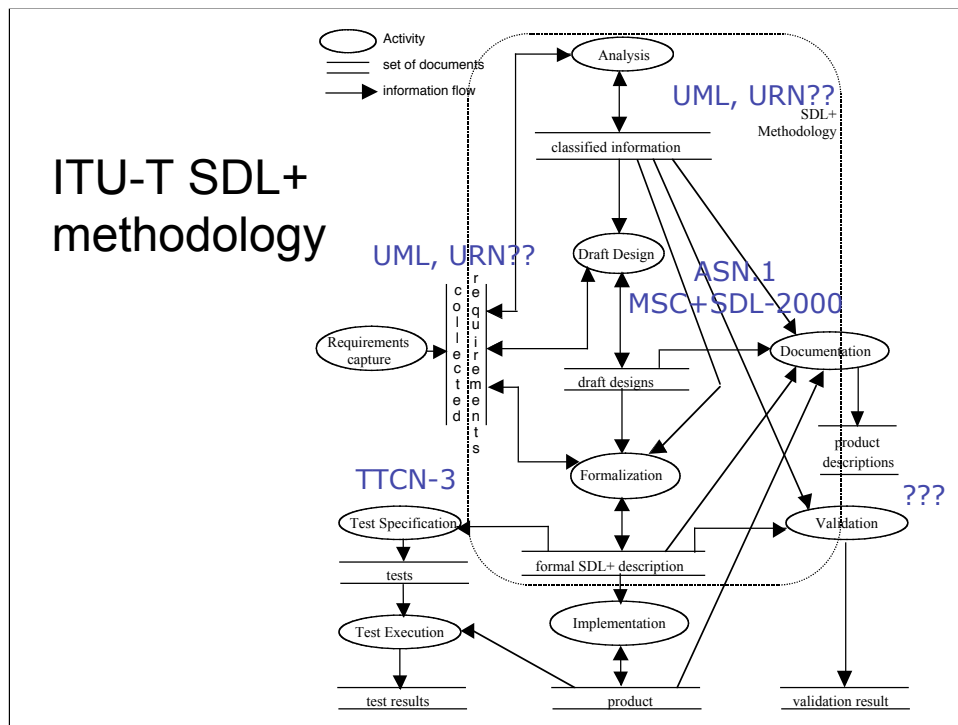 Activity
set of documents
information flow
Analysis
UML, URN??
SDL+
Methodology
classified information
ITU-T SDL+
methodology
UML, URN??
Draft Design
ASN.1
MSC+SDL-2000
collected
requirements
Requirements
capture
Documentation
draft designs
product
descriptions
Formalization
TTCN-3
???
Test Specification
Validation
formal SDL+ description
tests
Implementation
Test Execution
test results
product
validation result